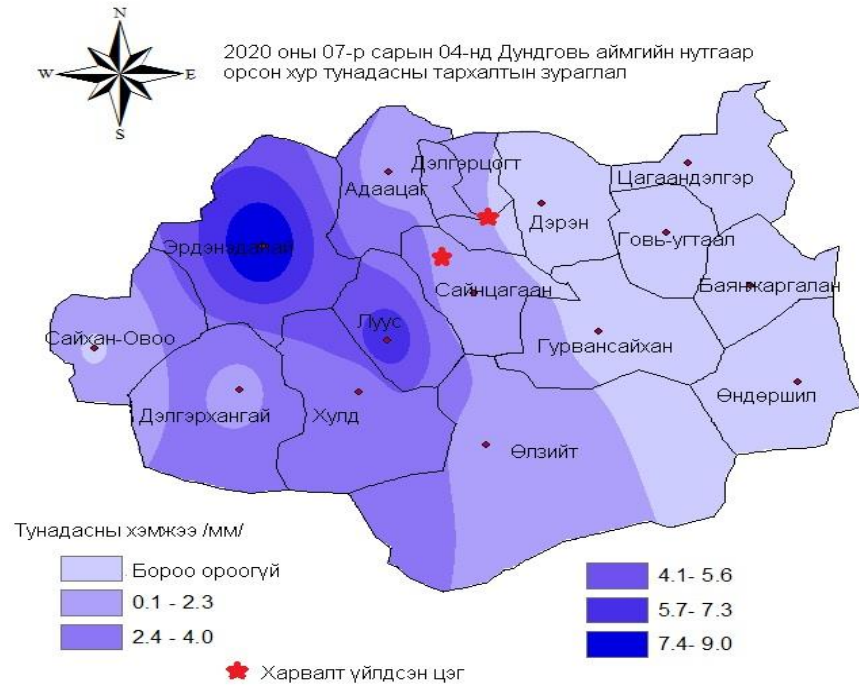 N
W E
S
2020 оны 07-р сарын 04-нд Дундговь аймгийн нутгаар
орсон хур тунадасны тархалтын зураглал
Дэлгэрцогт
Адаацаг
Цагаандэлгэр
Дэрэн
Говь-угтаал
Эрдэнэдалай
Сайнцагаан
Баянжаргалан
Луус
Сайхан-Овоо
Гурвансайхан
Өндөршил
Дэлгэрхангай
Хулд
Өлзийт
Тунадасны хэмжээ /мм/
Бороо ороогүй
0.1 - 2.3
2.4 - 4.0
4.1- 5.6
5.7- 7.3
7.4- 9.0
Харвалт үйлдсэн цэг